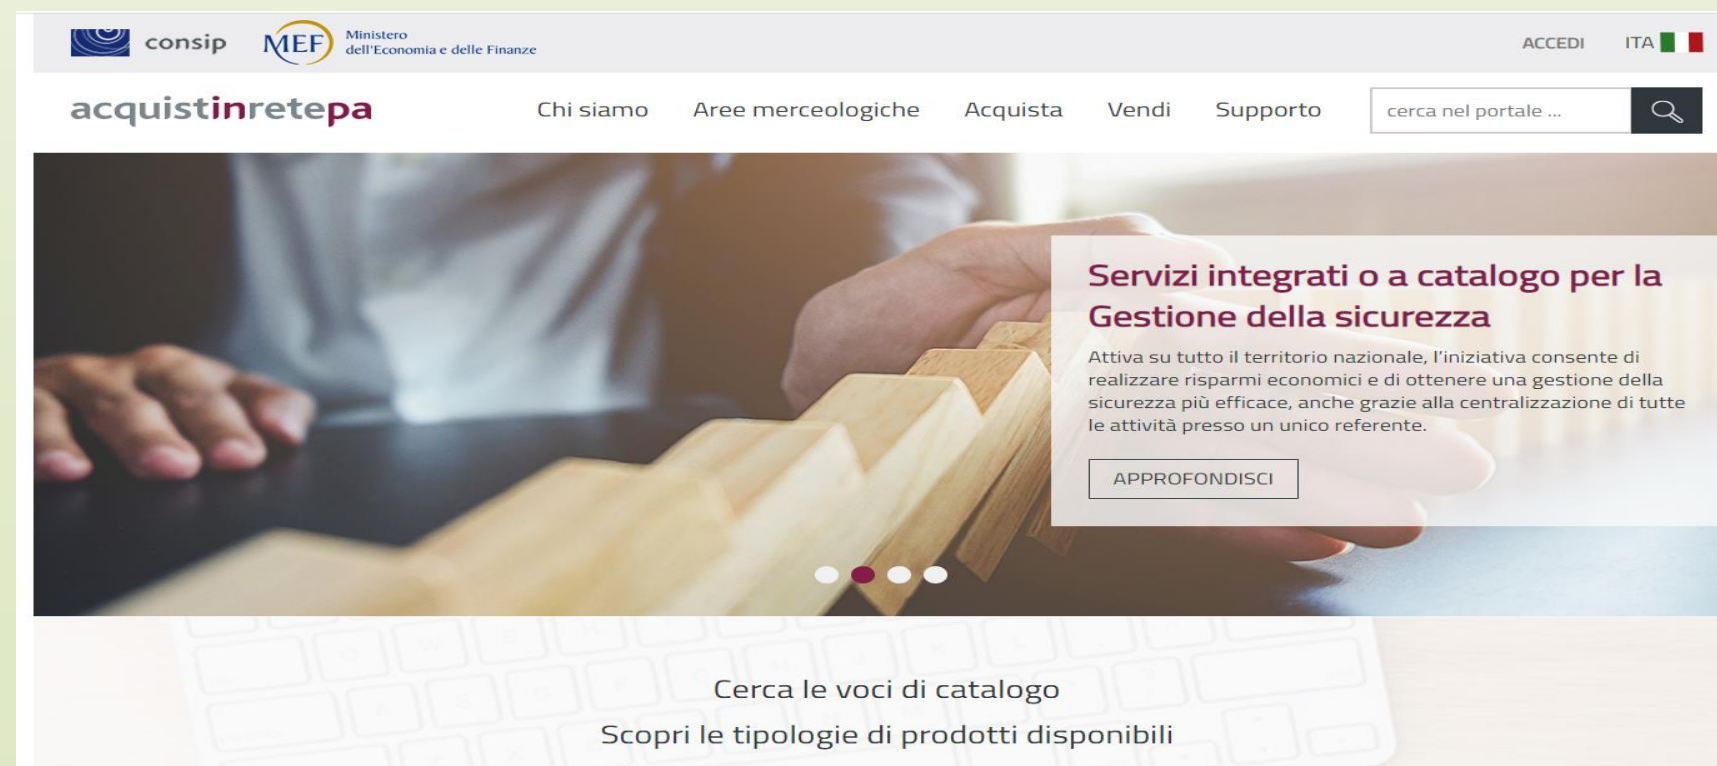 consip
MEF
Ministero
dell'Economia e delle Finanze
ACCEDI
ITA
acquistinretepa
Chi siamo
Aree merceologiche
Acquista
Vendi
Supporto
cerca nel portale ...
Servizi integrati o a catalogo per la
Gestione della sicurezza
Attiva su tutto il territorio nazionale, l'iniziativa consente di
realizzare risparmi economici e di ottenere una gestione della
sicurezza più efficace, anche grazie alla centralizzazione di tutte
le attività presso un unico referente.
APPROFONDISCI
Cerca le voci di catalogo
Scopri le tipologie di prodotti disponibili